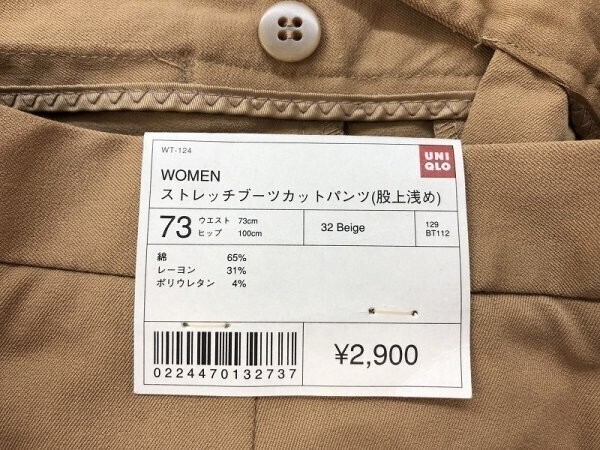 WT-124
UNI
QLO
WOMEN
ストレッチブーツカットパンツ(股上浅め)
73 ウエスト 73cm
ヒップ 100cm
32 Beige
129
BT112
綿 65%
レーヨン 31%
ポリウレタン 4%
0224470132737
¥2,900